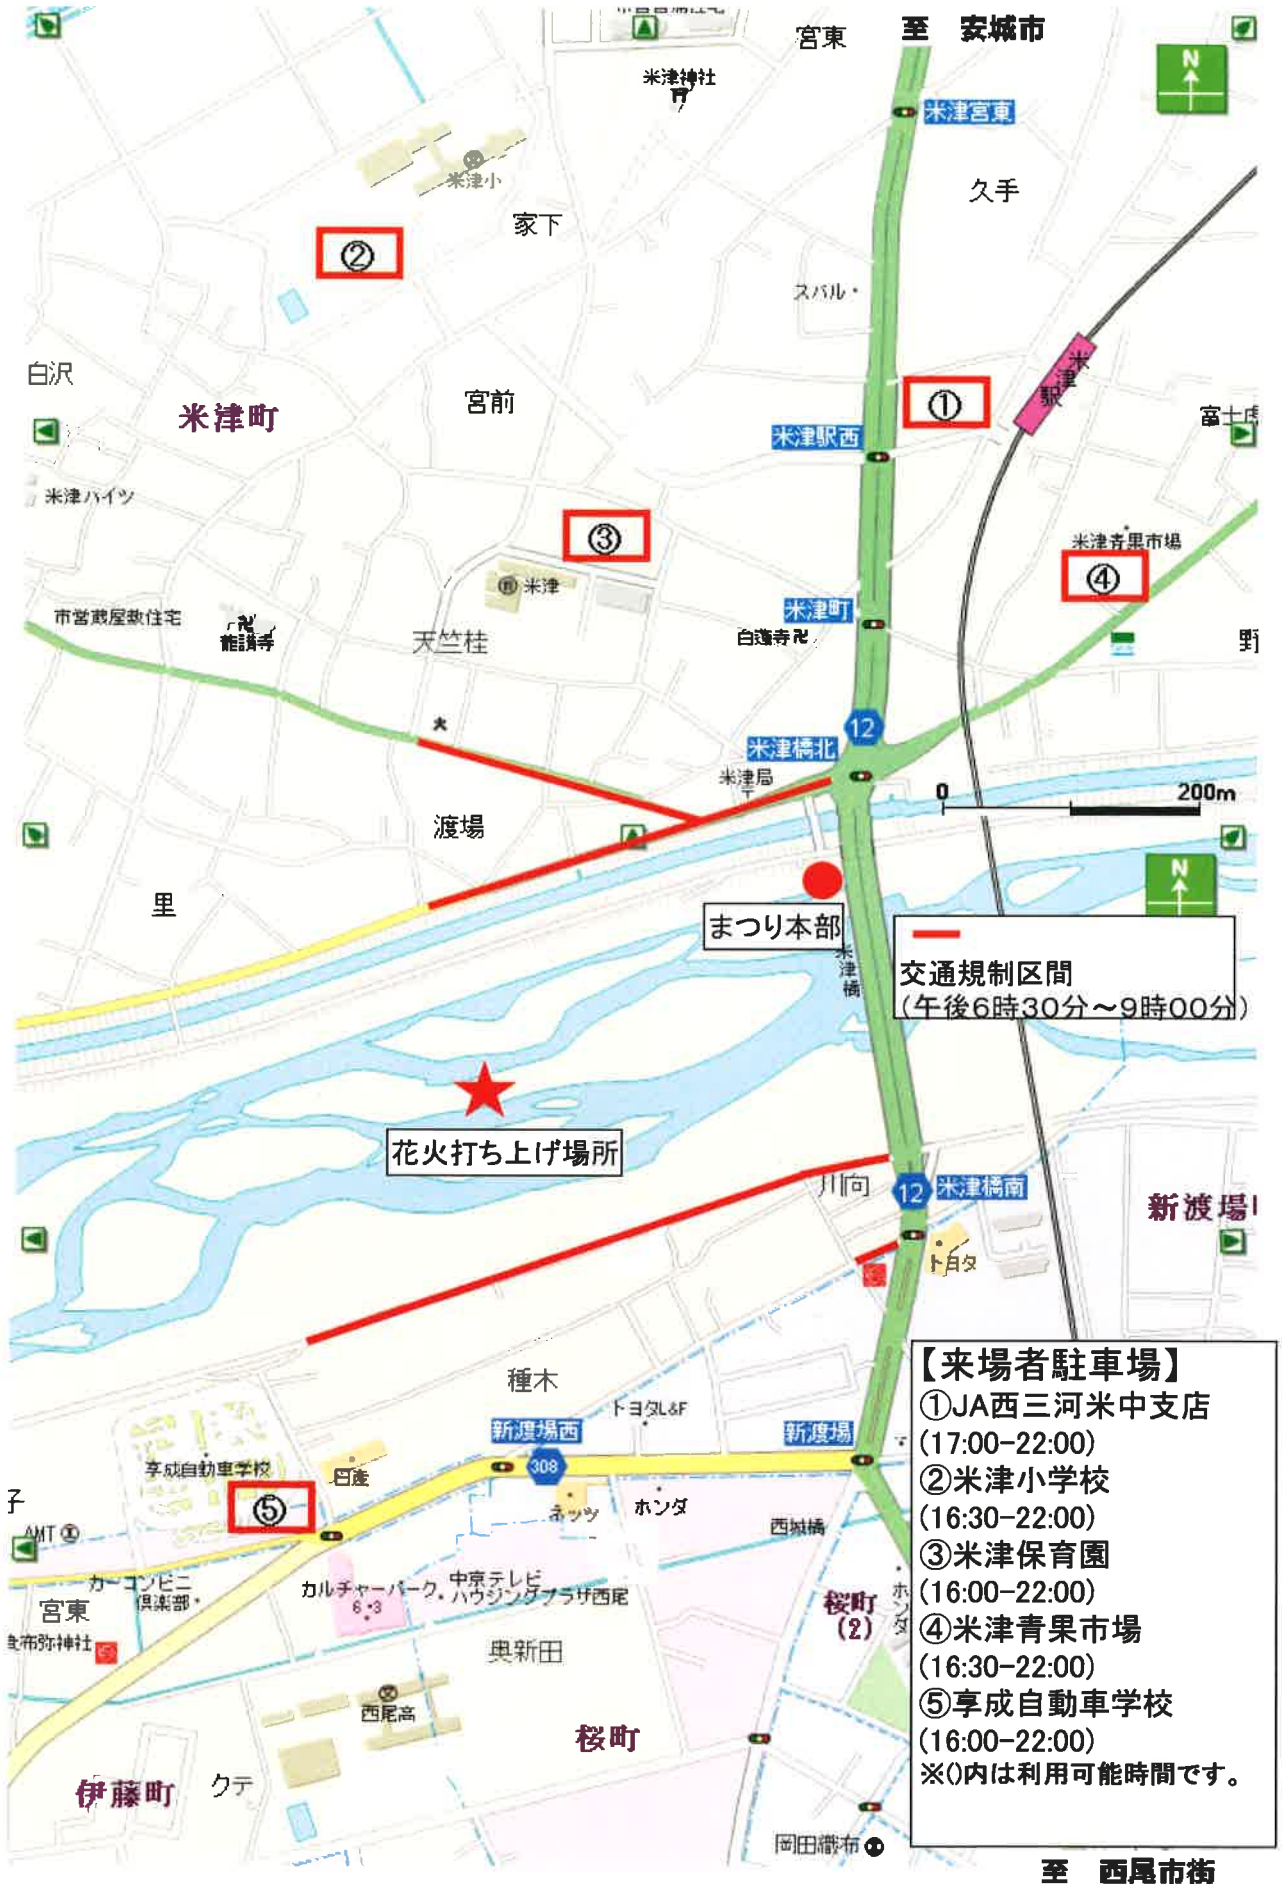 至 安城市
宮東
N
米津神社
米津宮東
米津小
久手
家下
②
スバル・
白沢
米津町
宮前
①
米津駅
米津駅西
米津ハイツ
③
米津青果市場
④
米津
市営蔵屋敷住宅
米津町
天竺桂
白蓮寺
野
12
米津橋北
米津局
0 200m
渡場
里
N
まつり本部
米津橋
交通規制区間
(午後6時30分～9時00分)
花火打ち上げ場所
川向
12
米津橋南
新渡場
トヨタ
種木
トヨタL&F
新渡場西
新渡場
308
享成自動車学校
日産
⑤
ネッツ
ホンダ
西城橋
子
AMT
カーコンビニ
倶楽部・
カルチャーパーク・
6・3
中京テレビ
ハウジングプラザ西尾
宮東
桜町
(2)
ホンダ
奥新田
西尾高
桜町
伊藤町
クテ
岡田織布
【来場者駐車場】
①JA西三河米中支店
(17:00-22:00)
②米津小学校
(16:30-22:00)
③米津保育園
(16:00-22:00)
④米津青果市場
(16:30-22:00)
⑤享成自動車学校
(16:00-22:00)
※()内は利用可能時間です。
至 西尾市街